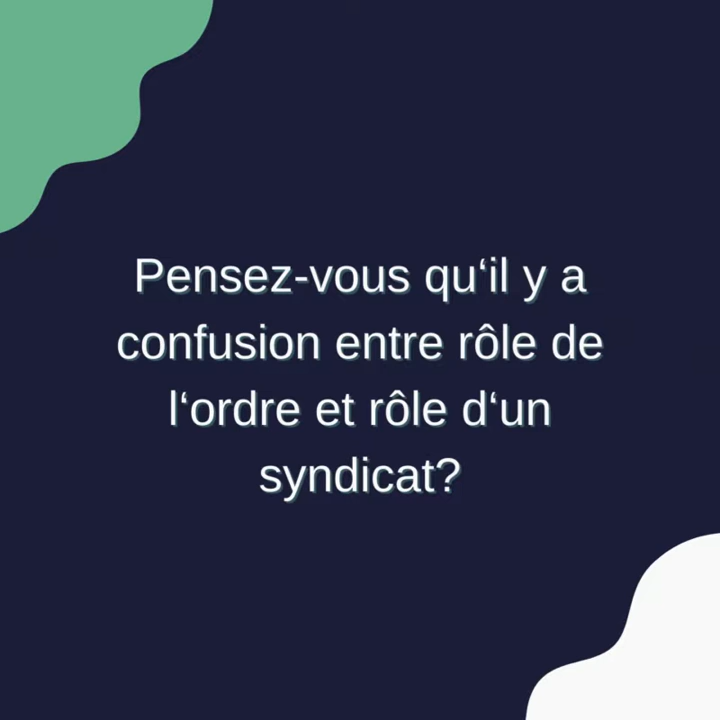 Pensez-vous qu‘il y a
confusion entre rôle de
l‘ordre et rôle d‘un
syndicat?